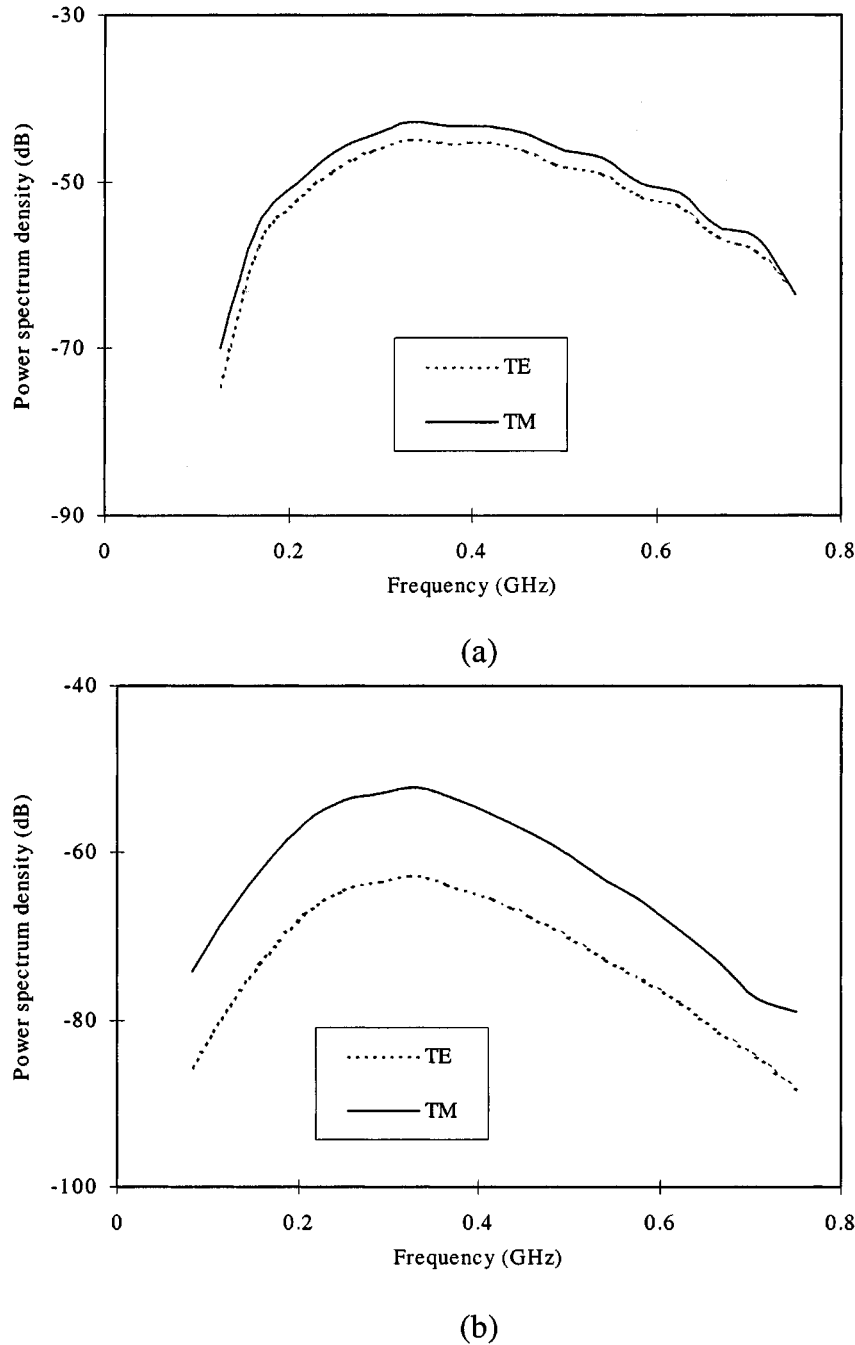 -30
-50
-70
-90
Power spectrum density (dB)
TE
TM
0 0.2 0.4 0.6 0.8
Frequency (GHz)
(a)
-40
-60
-80
-100
Power spectrum density (dB)
TE
TM
0 0.2 0.4 0.6 0.8
Frequency (GHz)
(b)